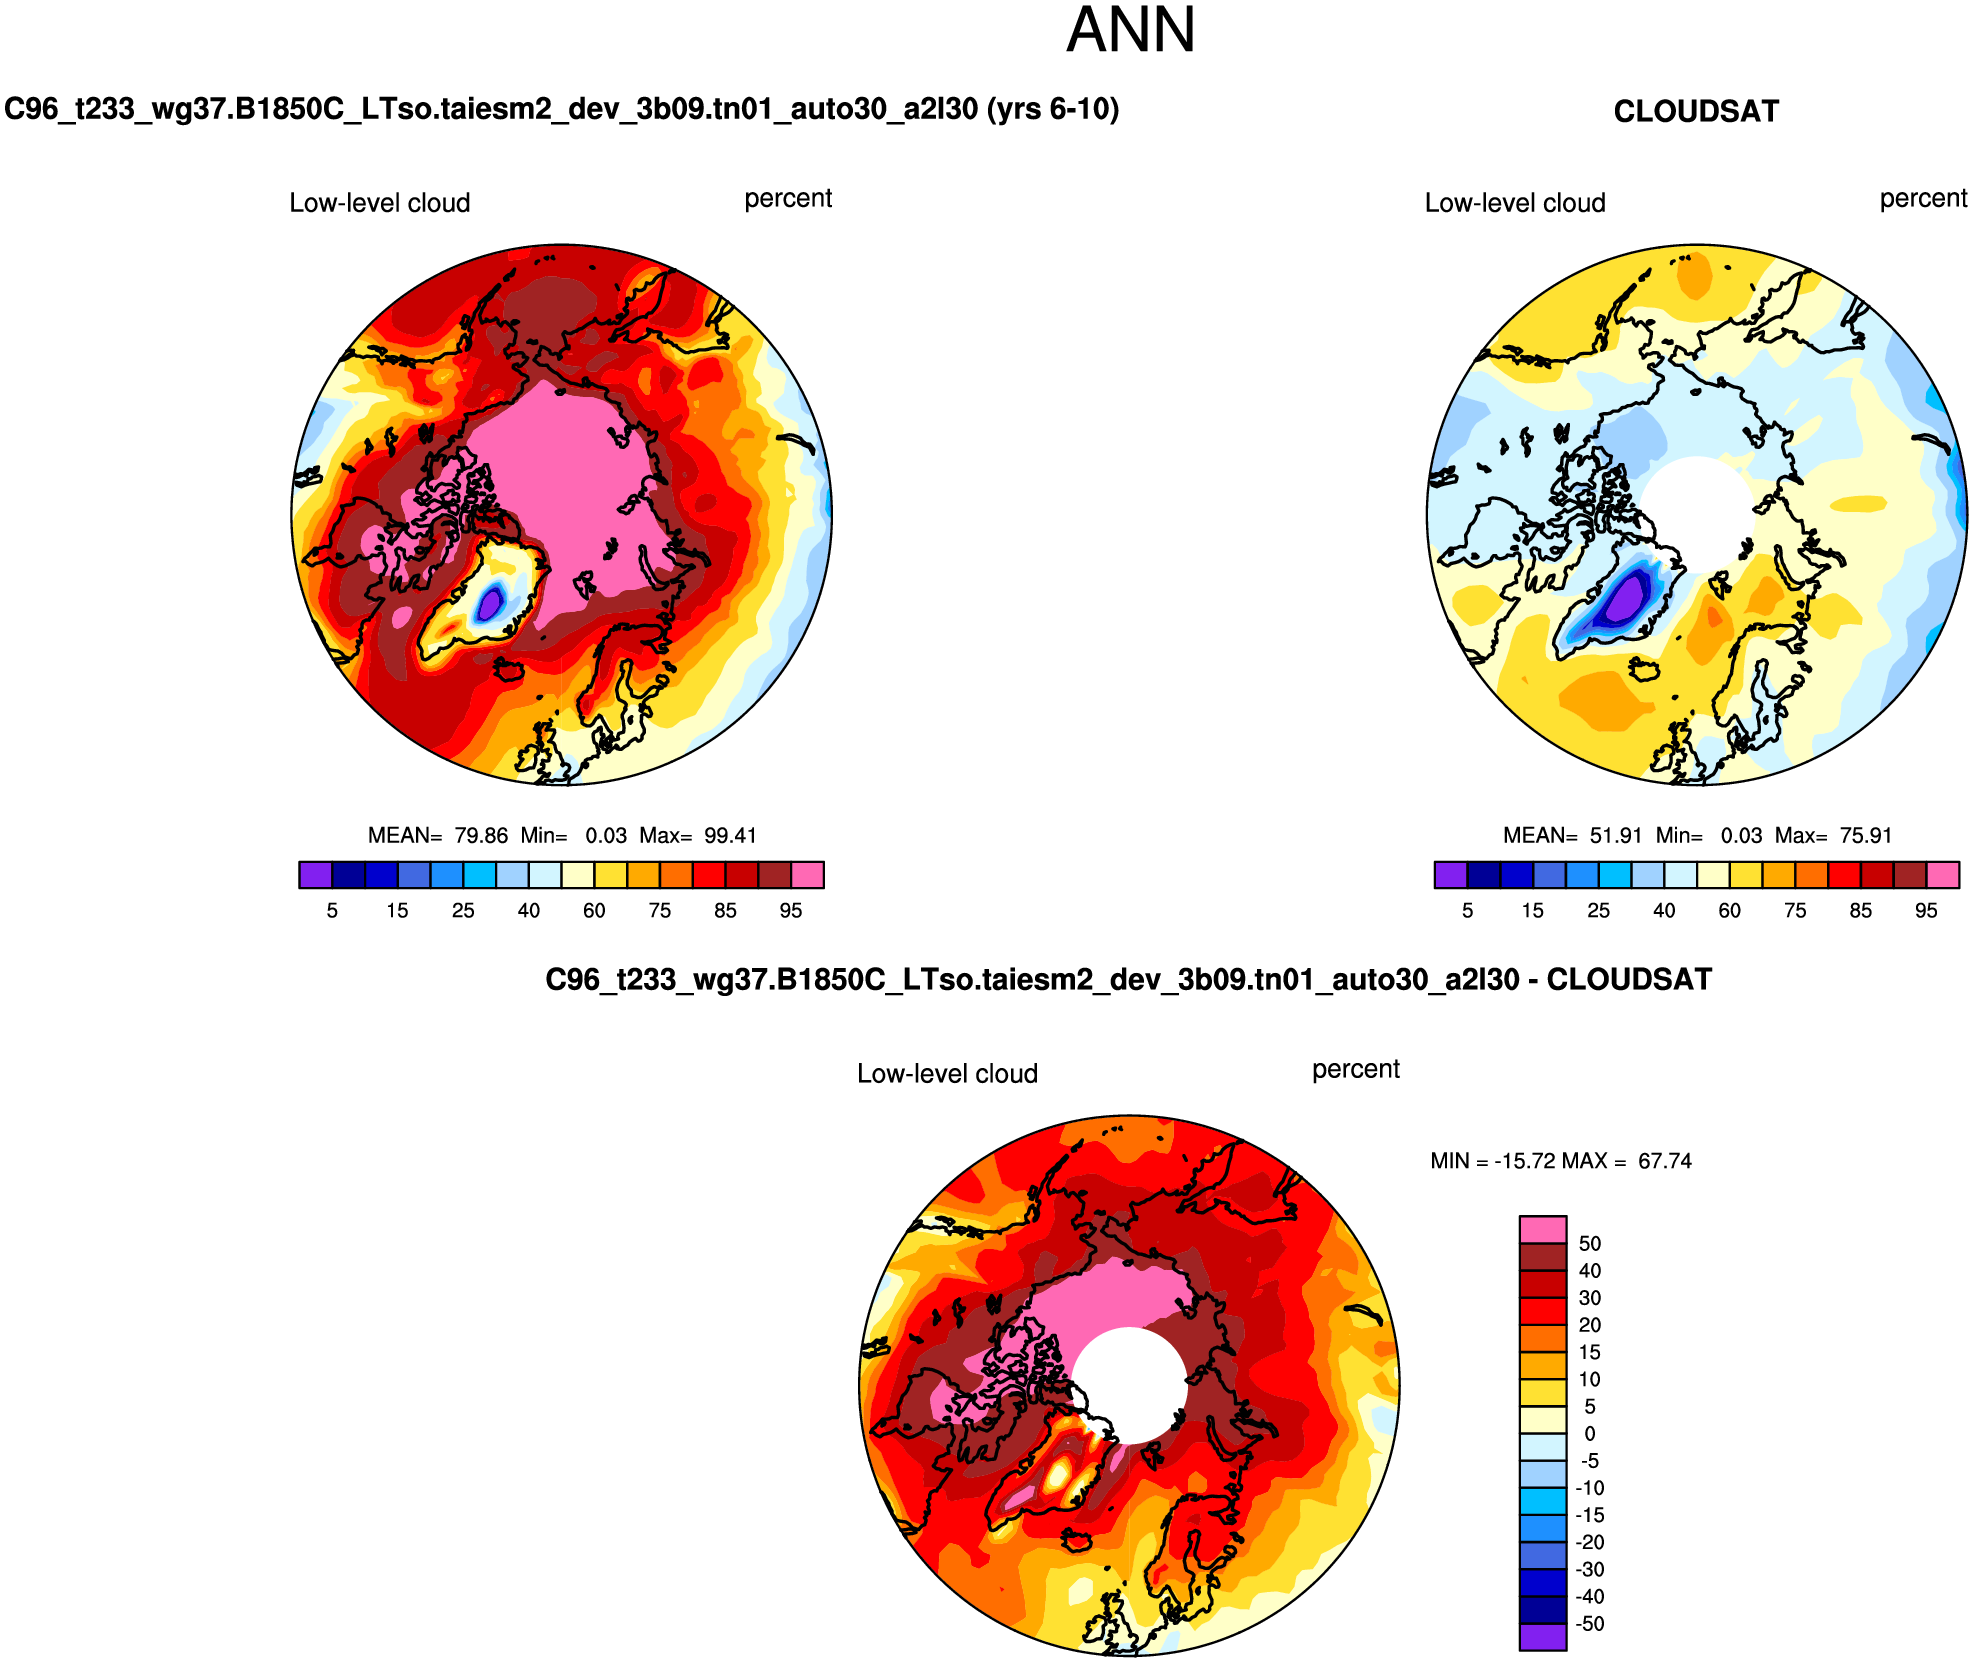 ANN
C96_t233_wg37.B1850C_LTso.taiesm2_dev_3b09.tn01_auto30_a2l30 (yrs 6-10)
CLOUDSAT
Low-level cloud percent
Low-level cloud percent
MEAN= 79.86 Min= 0.03 Max= 99.41
MEAN= 51.91 Min= 0.03 Max= 75.91
5 15 25 40 60 75 85 95
5 15 25 40 60 75 85 95
C96_t233_wg37.B1850C_LTso.taiesm2_dev_3b09.tn01_auto30_a2l30 - CLOUDSAT
Low-level cloud percent
MIN = -15.72 MAX = 67.74
50
40
30
20
15
10
5
0
-5
-10
-15
-20
-30
-40
-50